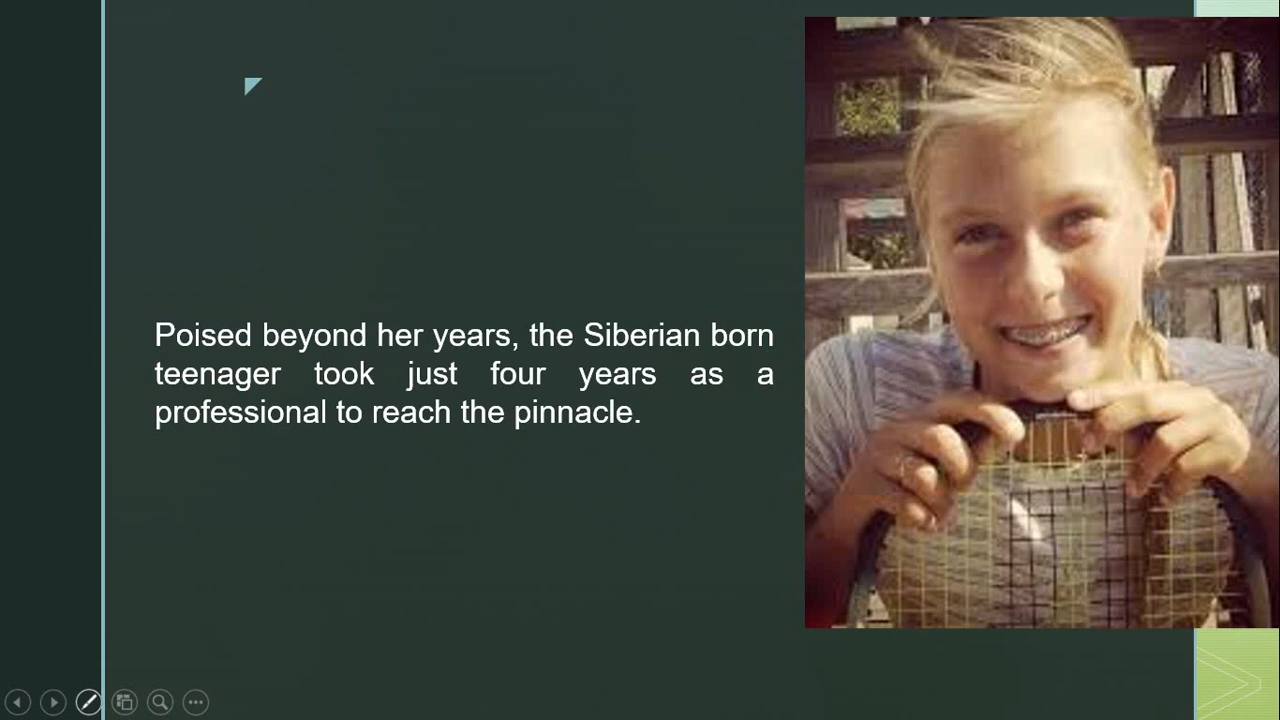 Poised beyond her years, the Siberian born
teenager took just four years as a
professional to reach the pinnacle.